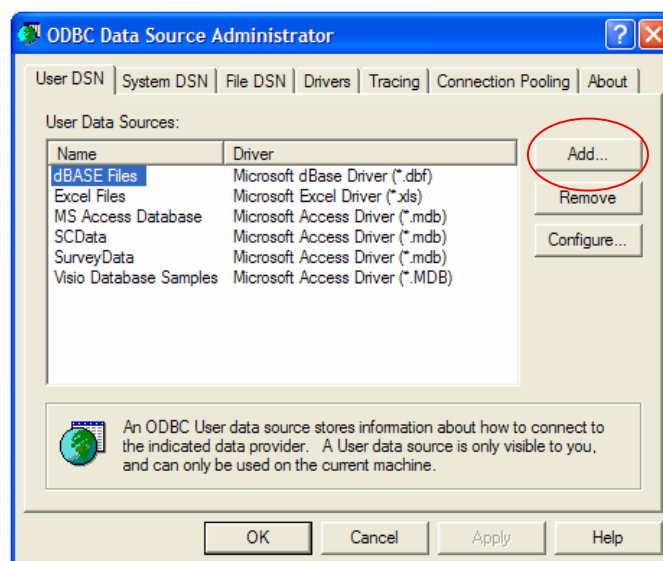 ODBC Data Source Administrator
User DSN System DSN File DSN Drivers Tracing Connection Pooling About
User Data Sources:
Name Driver
dBASE Files Microsoft dBase Driver (*.dbf)
Excel Files Microsoft Excel Driver (*.xls)
MS Access Database Microsoft Access Driver (*.mdb)
SCData Microsoft Access Driver (*.mdb)
SurveyData Microsoft Access Driver (*.mdb)
Visio Database Samples Microsoft Access Driver (*.MDB)
Add...
Remove
Configure...
An ODBC User data source stores information about how to connect to
the indicated data provider. A User data source is only visible to you,
and can only be used on the current machine.
OK Cancel Apply Help